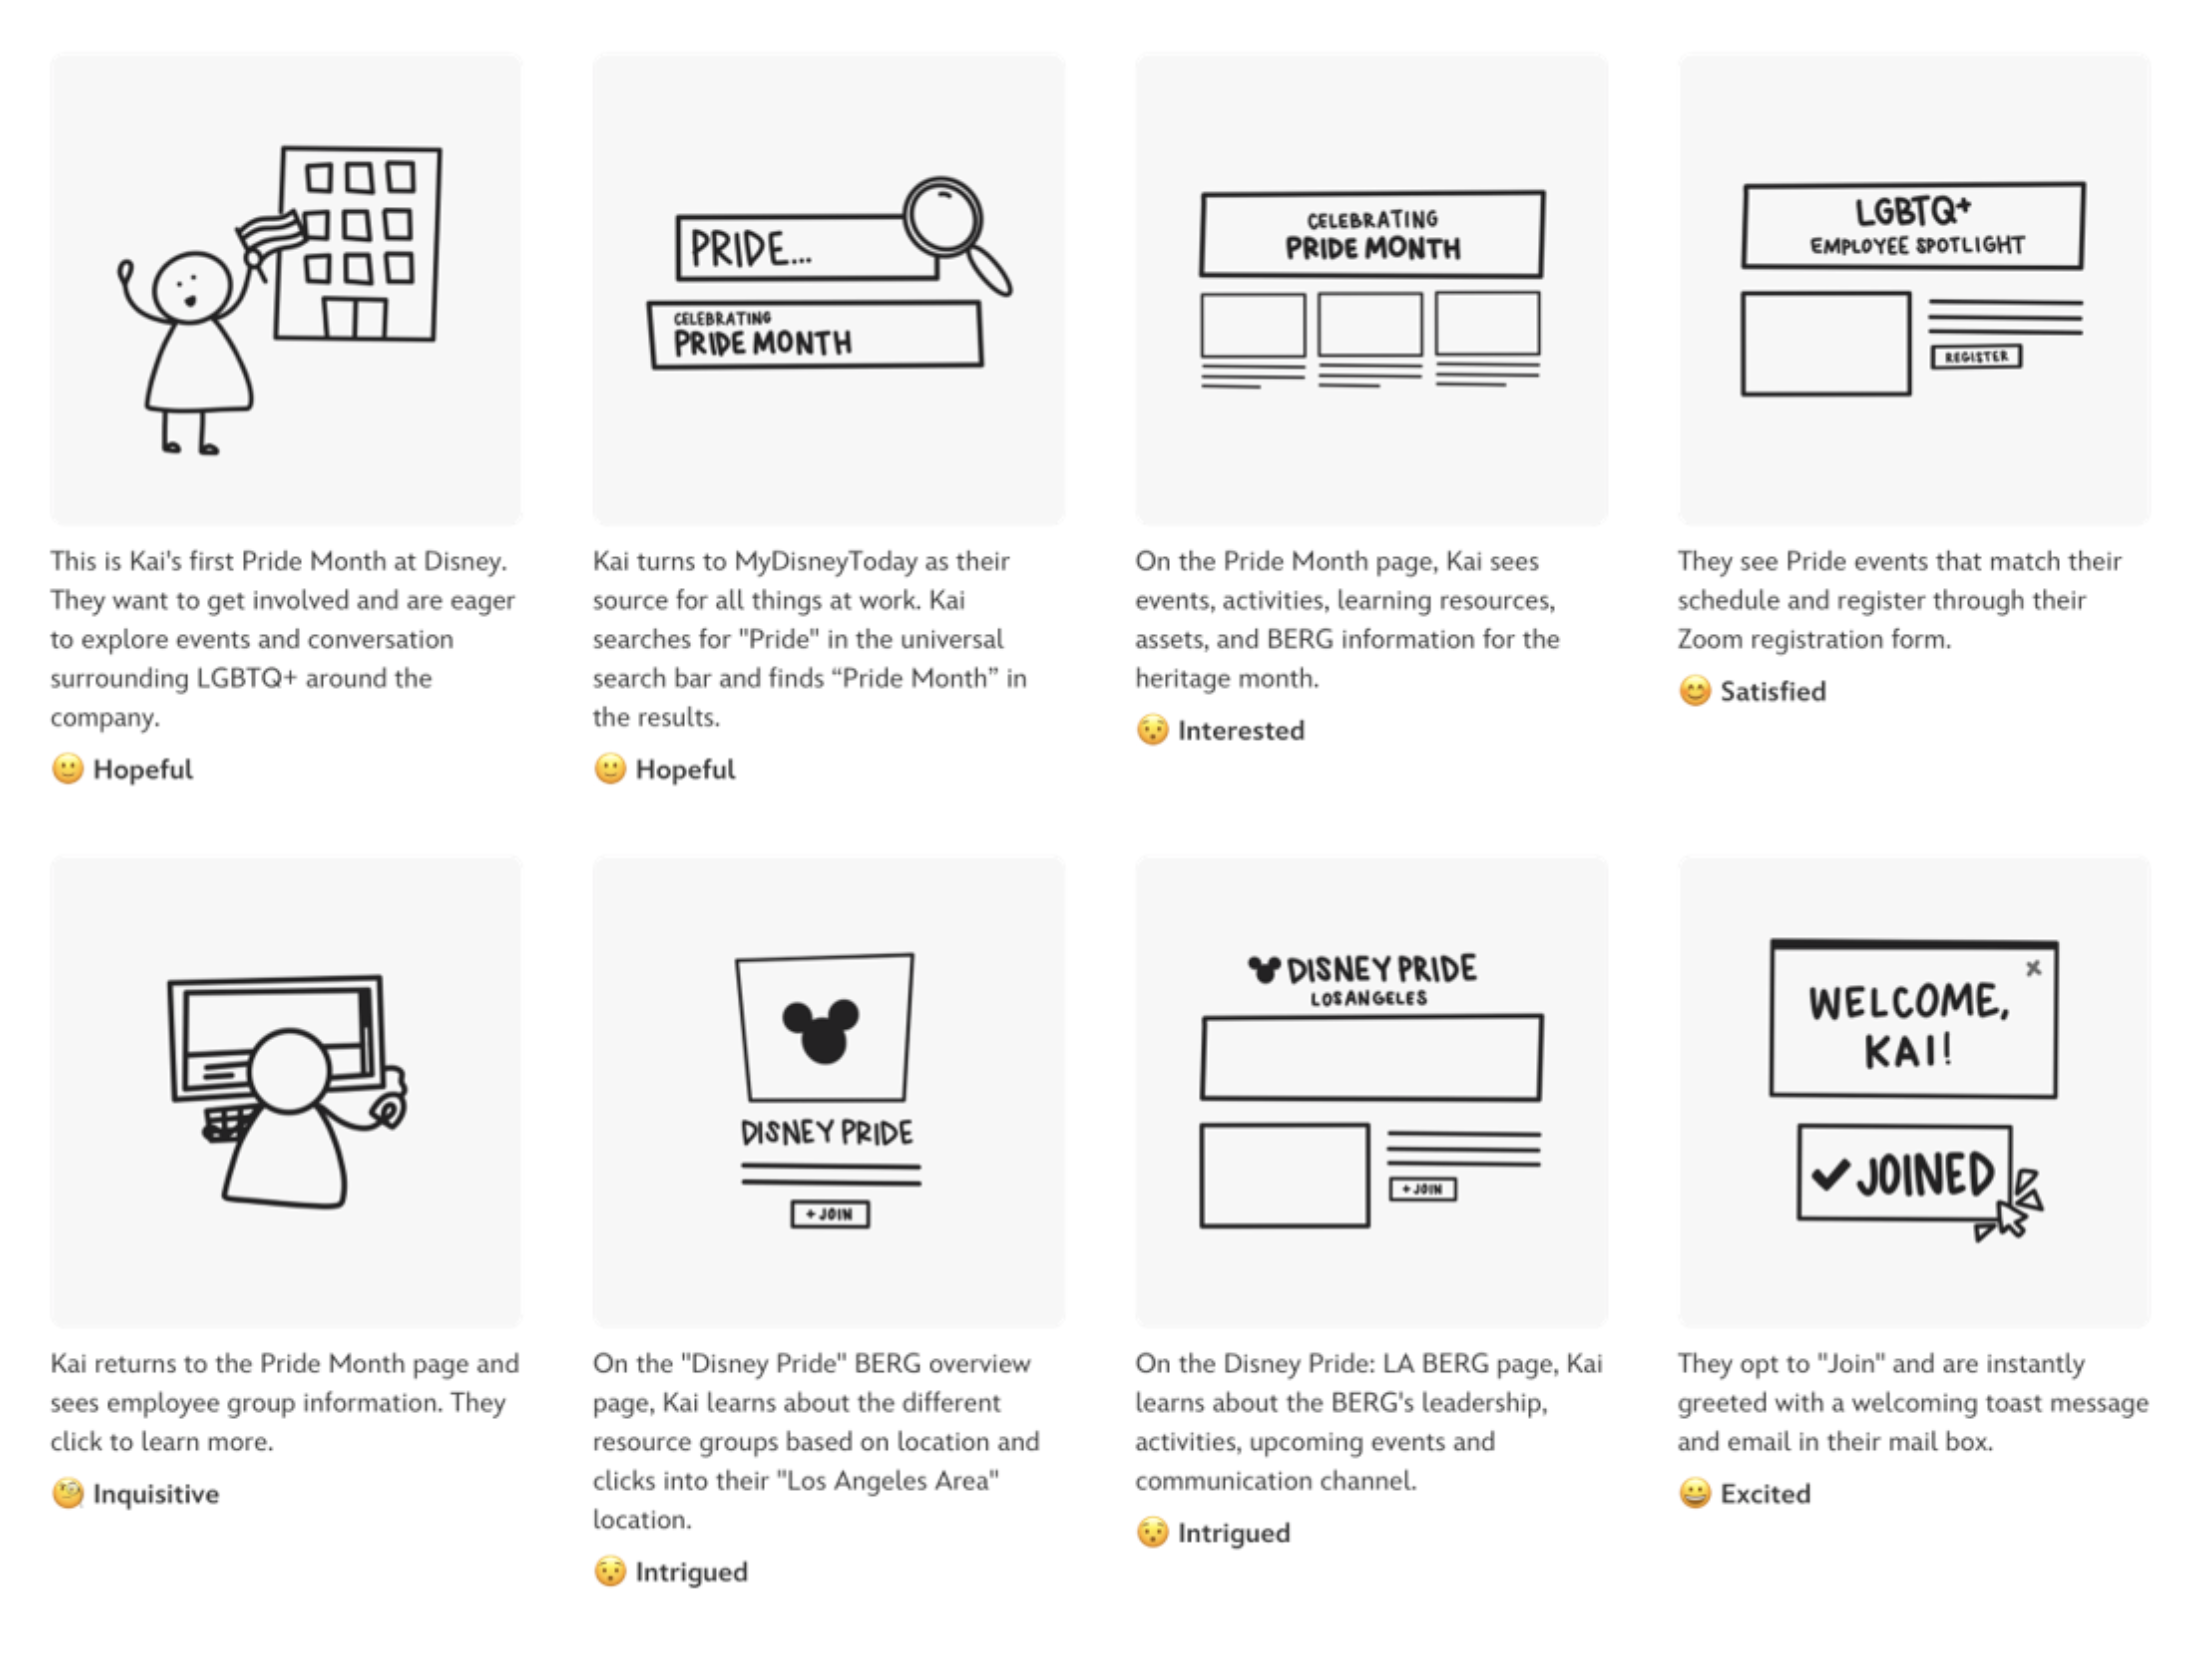 PRIDE...
CELEBRATING
PRIDE MONTH
CELEBRATING
PRIDE MONTH
LGBTQ+
EMPLOYEE SPOTLIGHT
REGISTER
This is Kai's first Pride Month at Disney.
They want to get involved and are eager
to explore events and conversation
surrounding LGBTQ+ around the
company.
🙂 Hopeful
Kai turns to MyDisneyToday as their
source for all things at work. Kai
searches for "Pride" in the universal
search bar and finds “Pride Month” in
the results.
🙂 Hopeful
On the Pride Month page, Kai sees
events, activities, learning resources,
assets, and BERG information for the
heritage month.
😯 Interested
They see Pride events that match their
schedule and register through their
Zoom registration form.
😊 Satisfied
DISNEY PRIDE
+ JOIN
DISNEY PRIDE
LOS ANGELES
+ JOIN
WELCOME,
KAI!
JOINED
Kai returns to the Pride Month page and
sees employee group information. They
click to learn more.
🧐 Inquisitive
On the "Disney Pride" BERG overview
page, Kai learns about the different
resource groups based on location and
clicks into their "Los Angeles Area"
location.
😯 Intrigued
On the Disney Pride: LA BERG page, Kai
learns about the BERG's leadership,
activities, upcoming events and
communication channel.
😯 Intrigued
They opt to "Join" and are instantly
greeted with a welcoming toast message
and email in their mail box.
😀 Excited